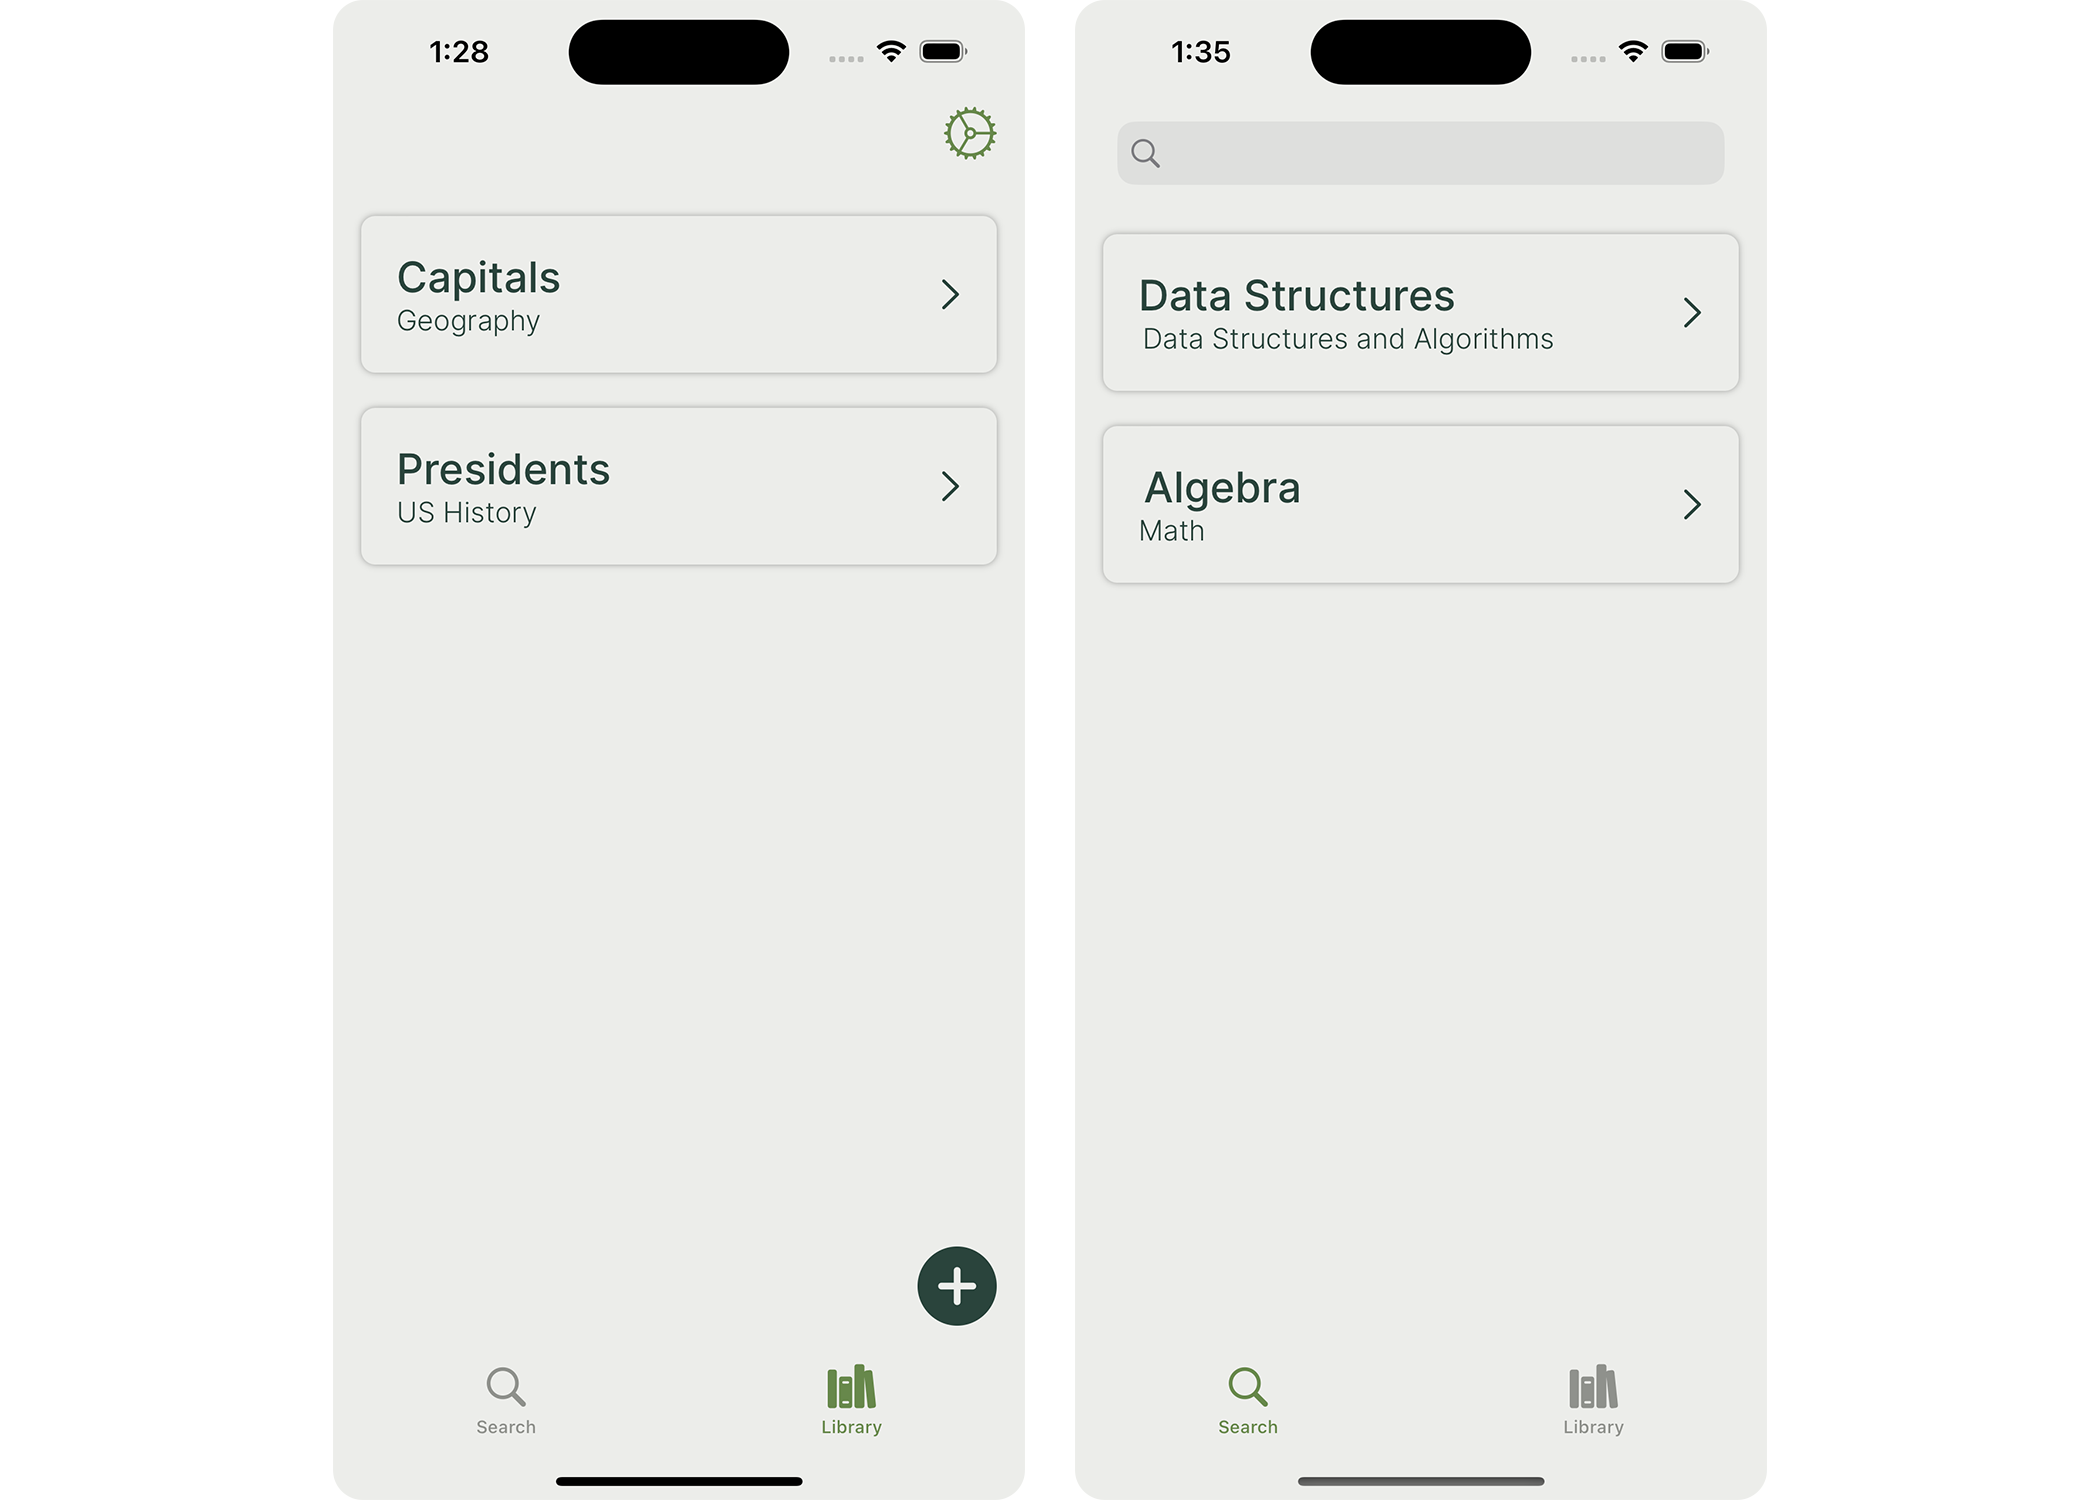 1:28
Capitals
Geography
Presidents
US History
Search
Library
1:35
Data Structures
Data Structures and Algorithms
Algebra
Math
Search
Library